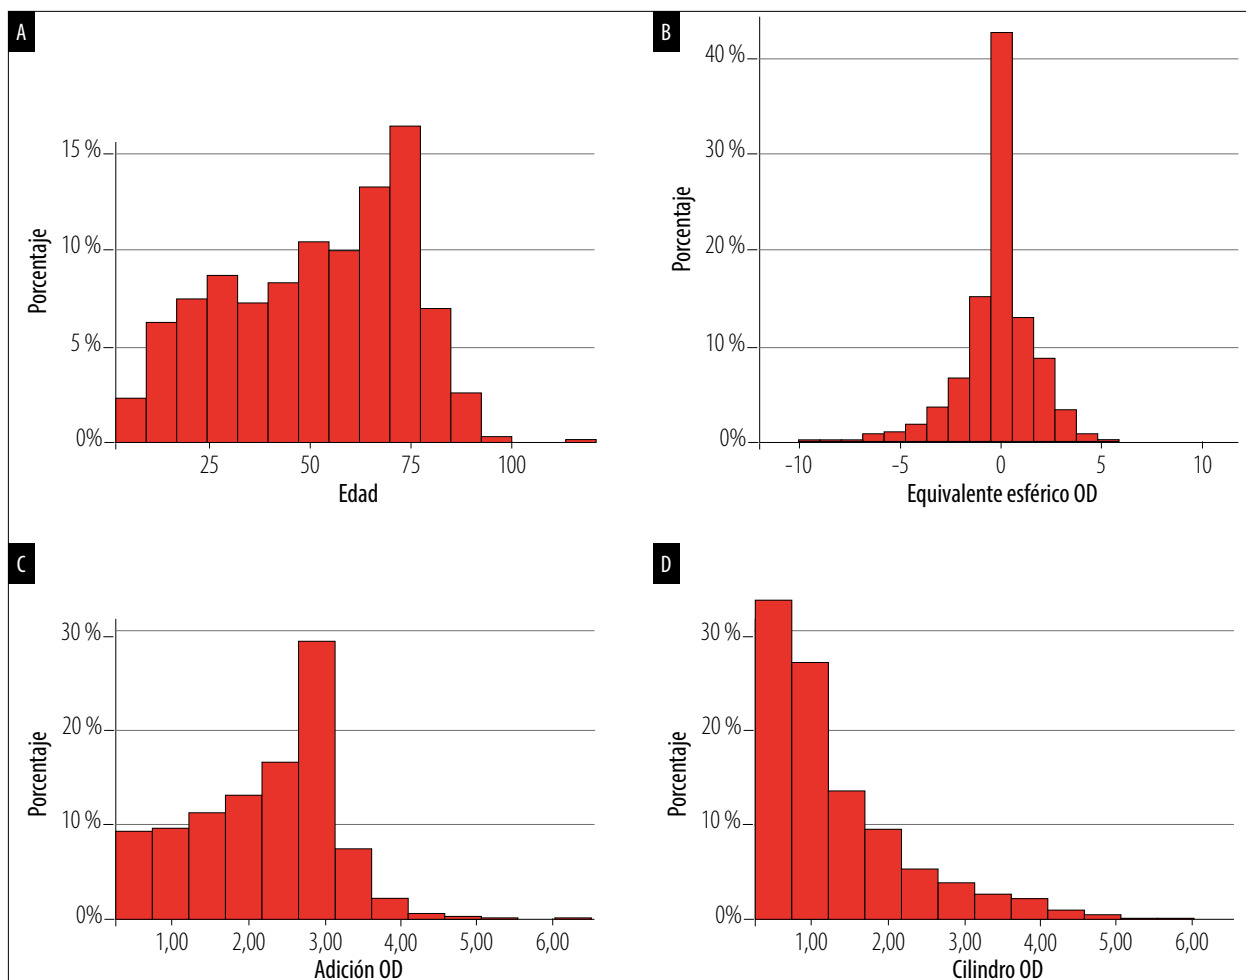 A
Porcentaje
15 %
10 %
5 %
0%
25 50 75 100
Edad
B
Porcentaje
40 %
30 %
20 %
10 %
0%
-10 -5 0 5 10
Equivalente esférico OD
C
Porcentaje
30 %
20 %
10 %
0%
1,00 2,00 3,00 4,00 5,00 6,00
Adición OD
D
Porcentaje
30 %
20 %
10 %
0%
1,00 2,00 3,00 4,00 5,00 6,00
Cilindro OD